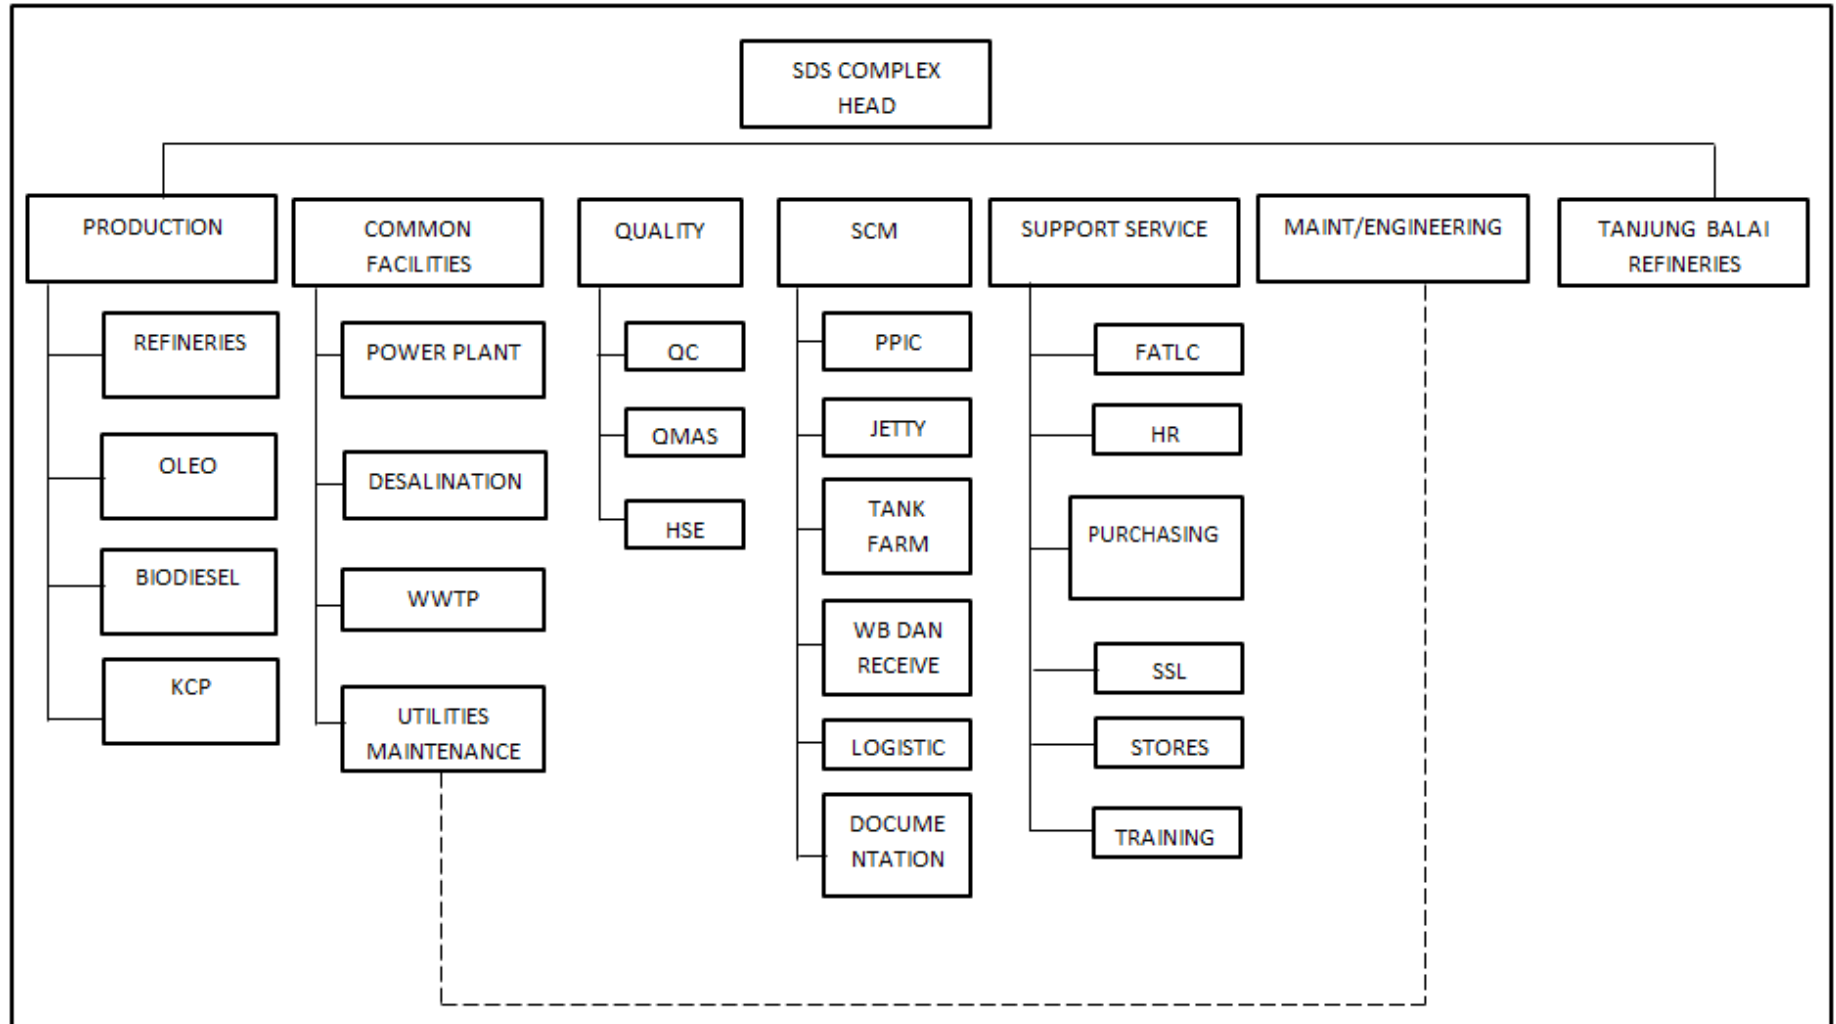 SDS COMPLEX
HEAD
PRODUCTION
COMMON
FACILITIES
QUALITY
SCM
SUPPORT SERVICE
MAINT/ENGINEERING
TANJUNG BALAI
REFINERIES
REFINERIES
OLEO
BIODIESEL
KCP
POWER PLANT
DESALINATION
WWTP
UTILITIES
MAINTENANCE
QC
QMAS
HSE
PPIC
JETTY
TANK
FARM
WB DAN
RECEIVE
LOGISTIC
DOCUME
NTATION
FATLC
HR
PURCHASING
SSL
STORES
TRAINING